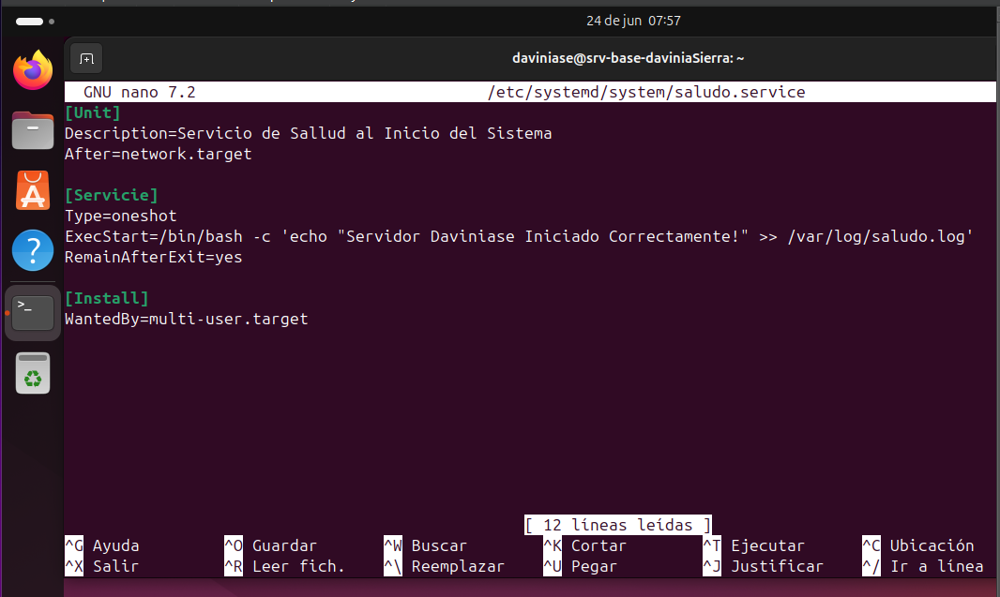 24 de jun 07:57
daviniase@srv-base-daviniaSierra: ~
GNU nano 7.2 /etc/systemd/system/saludo.service
[Unit]
Description=Servicio de Sallud al Inicio del Sistema
After=network.target
[Servicie]
Type=oneshot
ExecStart=/bin/bash -c 'echo "Servidor Daviniase Iniciado Correctamente!" >> /var/log/saludo.log'
RemainAfterExit=yes
[Install]
WantedBy=multi-user.target
[ 12 líneas leídas ]
^G Ayuda ^O Guardar ^W Buscar ^K Cortar ^T Ejecutar ^C Ubicación
^X Salir ^R Leer fich. ^\ Reemplazar ^U Pegar ^J Justificar ^/ Ir a línea